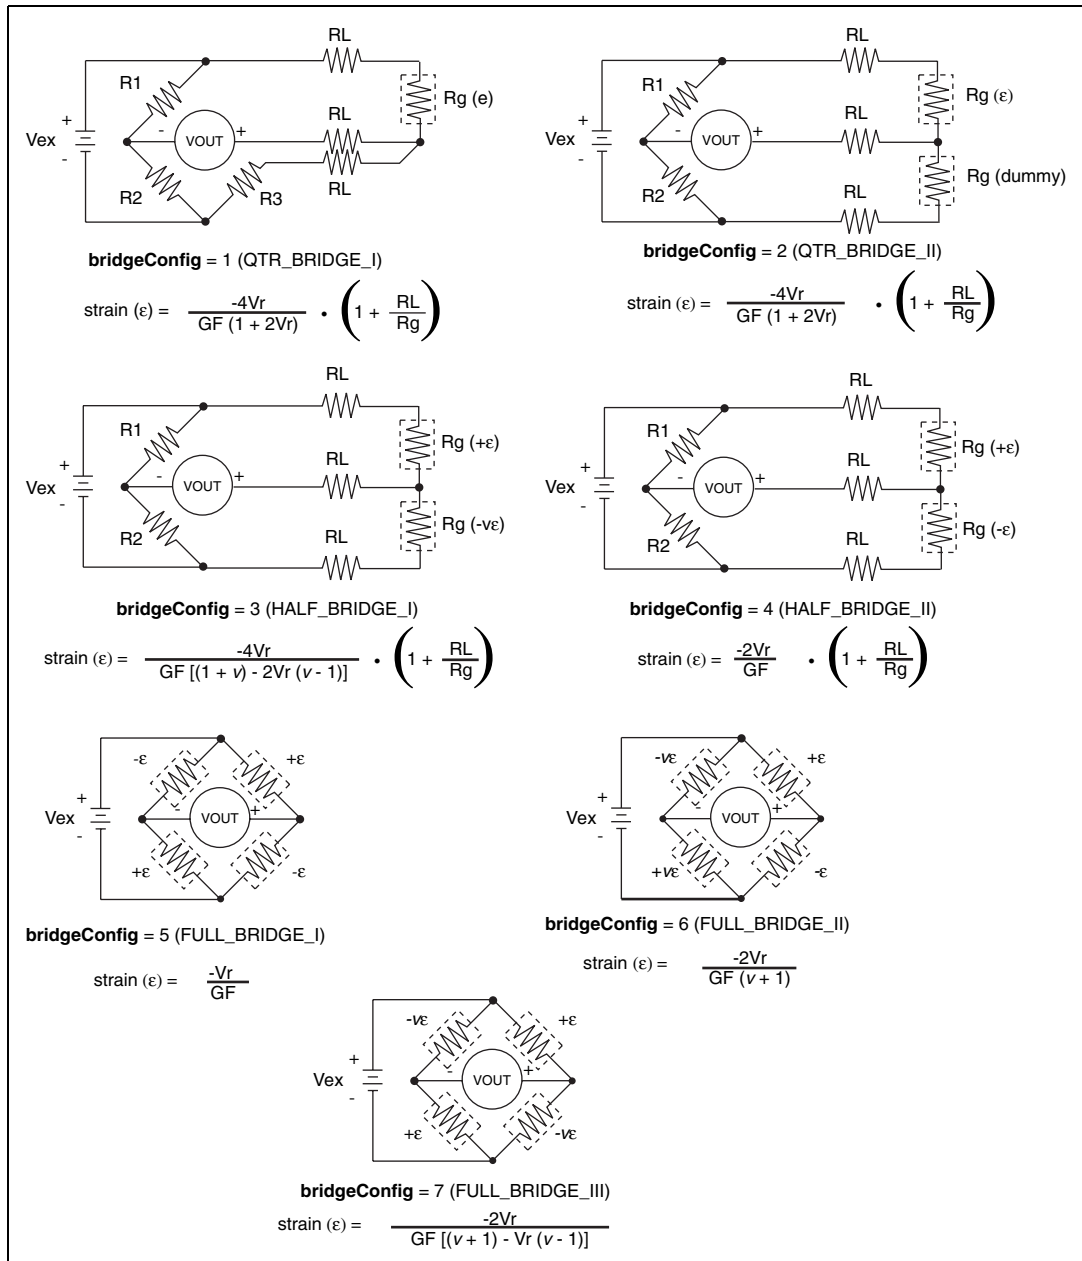 RL
R1
Rg (e)
+
Vex
-
-
VOUT
+
RL
R2
R3
RL
bridgeConfig = 1 (QTR_BRIDGE_I)
strain (ε) = -4Vr / GF (1 + 2Vr) • (1 + RL / Rg)
RL
R1
Rg (ε)
+
Vex
-
-
VOUT
+
RL
R2
Rg (dummy)
RL
bridgeConfig = 2 (QTR_BRIDGE_II)
strain (ε) = -4Vr / GF (1 + 2Vr) • (1 + RL / Rg)
RL
R1
Rg (+ε)
+
Vex
-
-
VOUT
+
RL
R2
Rg (-vε)
RL
bridgeConfig = 3 (HALF_BRIDGE_I)
strain (ε) = -4Vr / GF [(1 + v) - 2Vr (v - 1)] • (1 + RL / Rg)
RL
R1
Rg (+ε)
+
Vex
-
-
VOUT
+
RL
R2
Rg (-ε)
RL
bridgeConfig = 4 (HALF_BRIDGE_II)
strain (ε) = -2Vr / GF • (1 + RL / Rg)
-ε
+ε
+
Vex
-
-
VOUT
+
+ε
-ε
bridgeConfig = 5 (FULL_BRIDGE_I)
strain (ε) = -Vr / GF
-vε
+ε
+
Vex
-
-
VOUT
+
+vε
-ε
bridgeConfig = 6 (FULL_BRIDGE_II)
strain (ε) = -2Vr / GF (v + 1)
-vε
+ε
+
Vex
-
-
VOUT
+
+ε
-vε
bridgeConfig = 7 (FULL_BRIDGE_III)
strain (ε) = -2Vr / GF [(v + 1) - Vr (v - 1)]